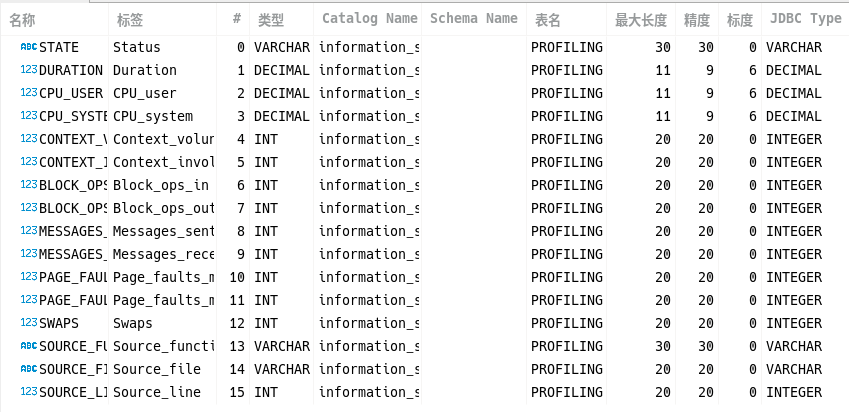 名称 标签 # 类型 Catalog Name Schema Name 表名 最大长度 精度 标度 JDBC Type
ABC STATE Status 0 VARCHAR information_s PROFILING 30 30 0 VARCHAR
123 DURATION Duration 1 DECIMAL information_s PROFILING 11 9 6 DECIMAL
123 CPU_USER CPU_user 2 DECIMAL information_s PROFILING 11 9 6 DECIMAL
123 CPU_SYSTE CPU_system 3 DECIMAL information_s PROFILING 11 9 6 DECIMAL
123 CONTEXT_V Context_volun 4 INT information_s PROFILING 20 20 0 INTEGER
123 CONTEXT_I Context_invol 5 INT information_s PROFILING 20 20 0 INTEGER
123 BLOCK_OPS Block_ops_in 6 INT information_s PROFILING 20 20 0 INTEGER
123 BLOCK_OPS Block_ops_out 7 INT information_s PROFILING 20 20 0 INTEGER
123 MESSAGES_ Messages_sent 8 INT information_s PROFILING 20 20 0 INTEGER
123 MESSAGES_ Messages_rece 9 INT information_s PROFILING 20 20 0 INTEGER
123 PAGE_FAUL Page_faults_m 10 INT information_s PROFILING 20 20 0 INTEGER
123 PAGE_FAUL Page_faults_m 11 INT information_s PROFILING 20 20 0 INTEGER
123 SWAPS Swaps 12 INT information_s PROFILING 20 20 0 INTEGER
ABC SOURCE_FU Source_functi 13 VARCHAR information_s PROFILING 30 30 0 VARCHAR
ABC SOURCE_FI Source_file 14 VARCHAR information_s PROFILING 20 20 0 VARCHAR
123 SOURCE_LI Source_line 15 INT information_s PROFILING 20 20 0 INTEGER